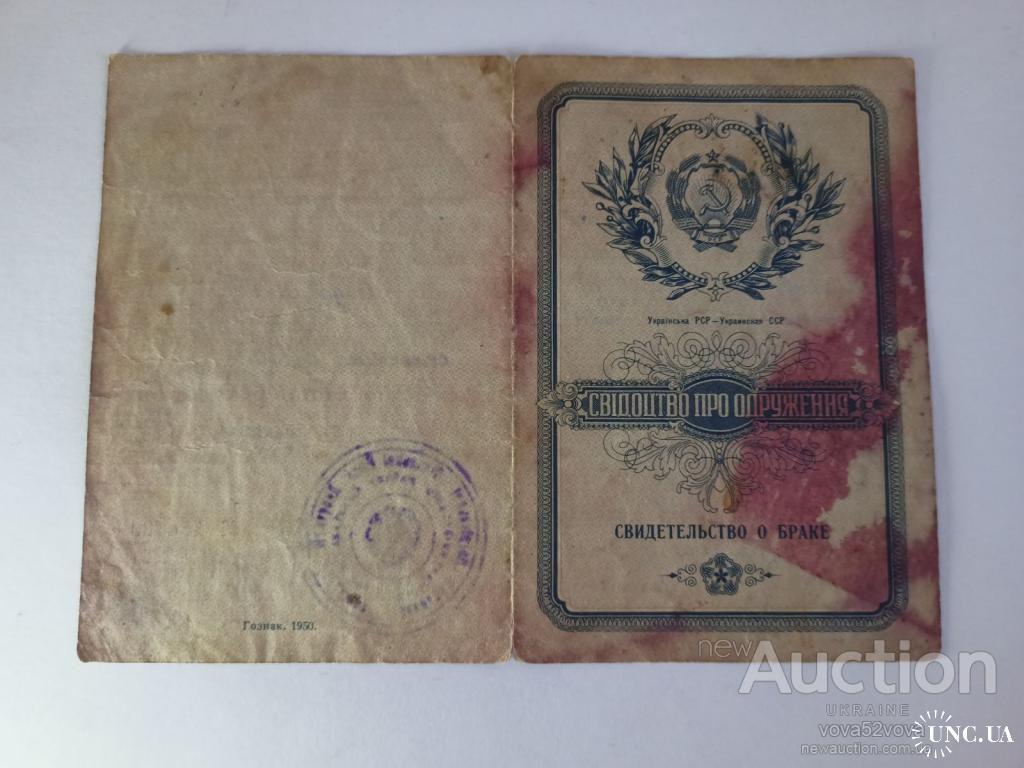 Українська РСР — Украинская ССР
СВІДОЦТВО ПРО ОДРУЖЕННЯ
СВИДЕТЕЛЬСТВО О БРАКЕ
Гознак. 1950.
new Auction
UKRAINE
vova52vova
newauction.com.ua
UNC.UA